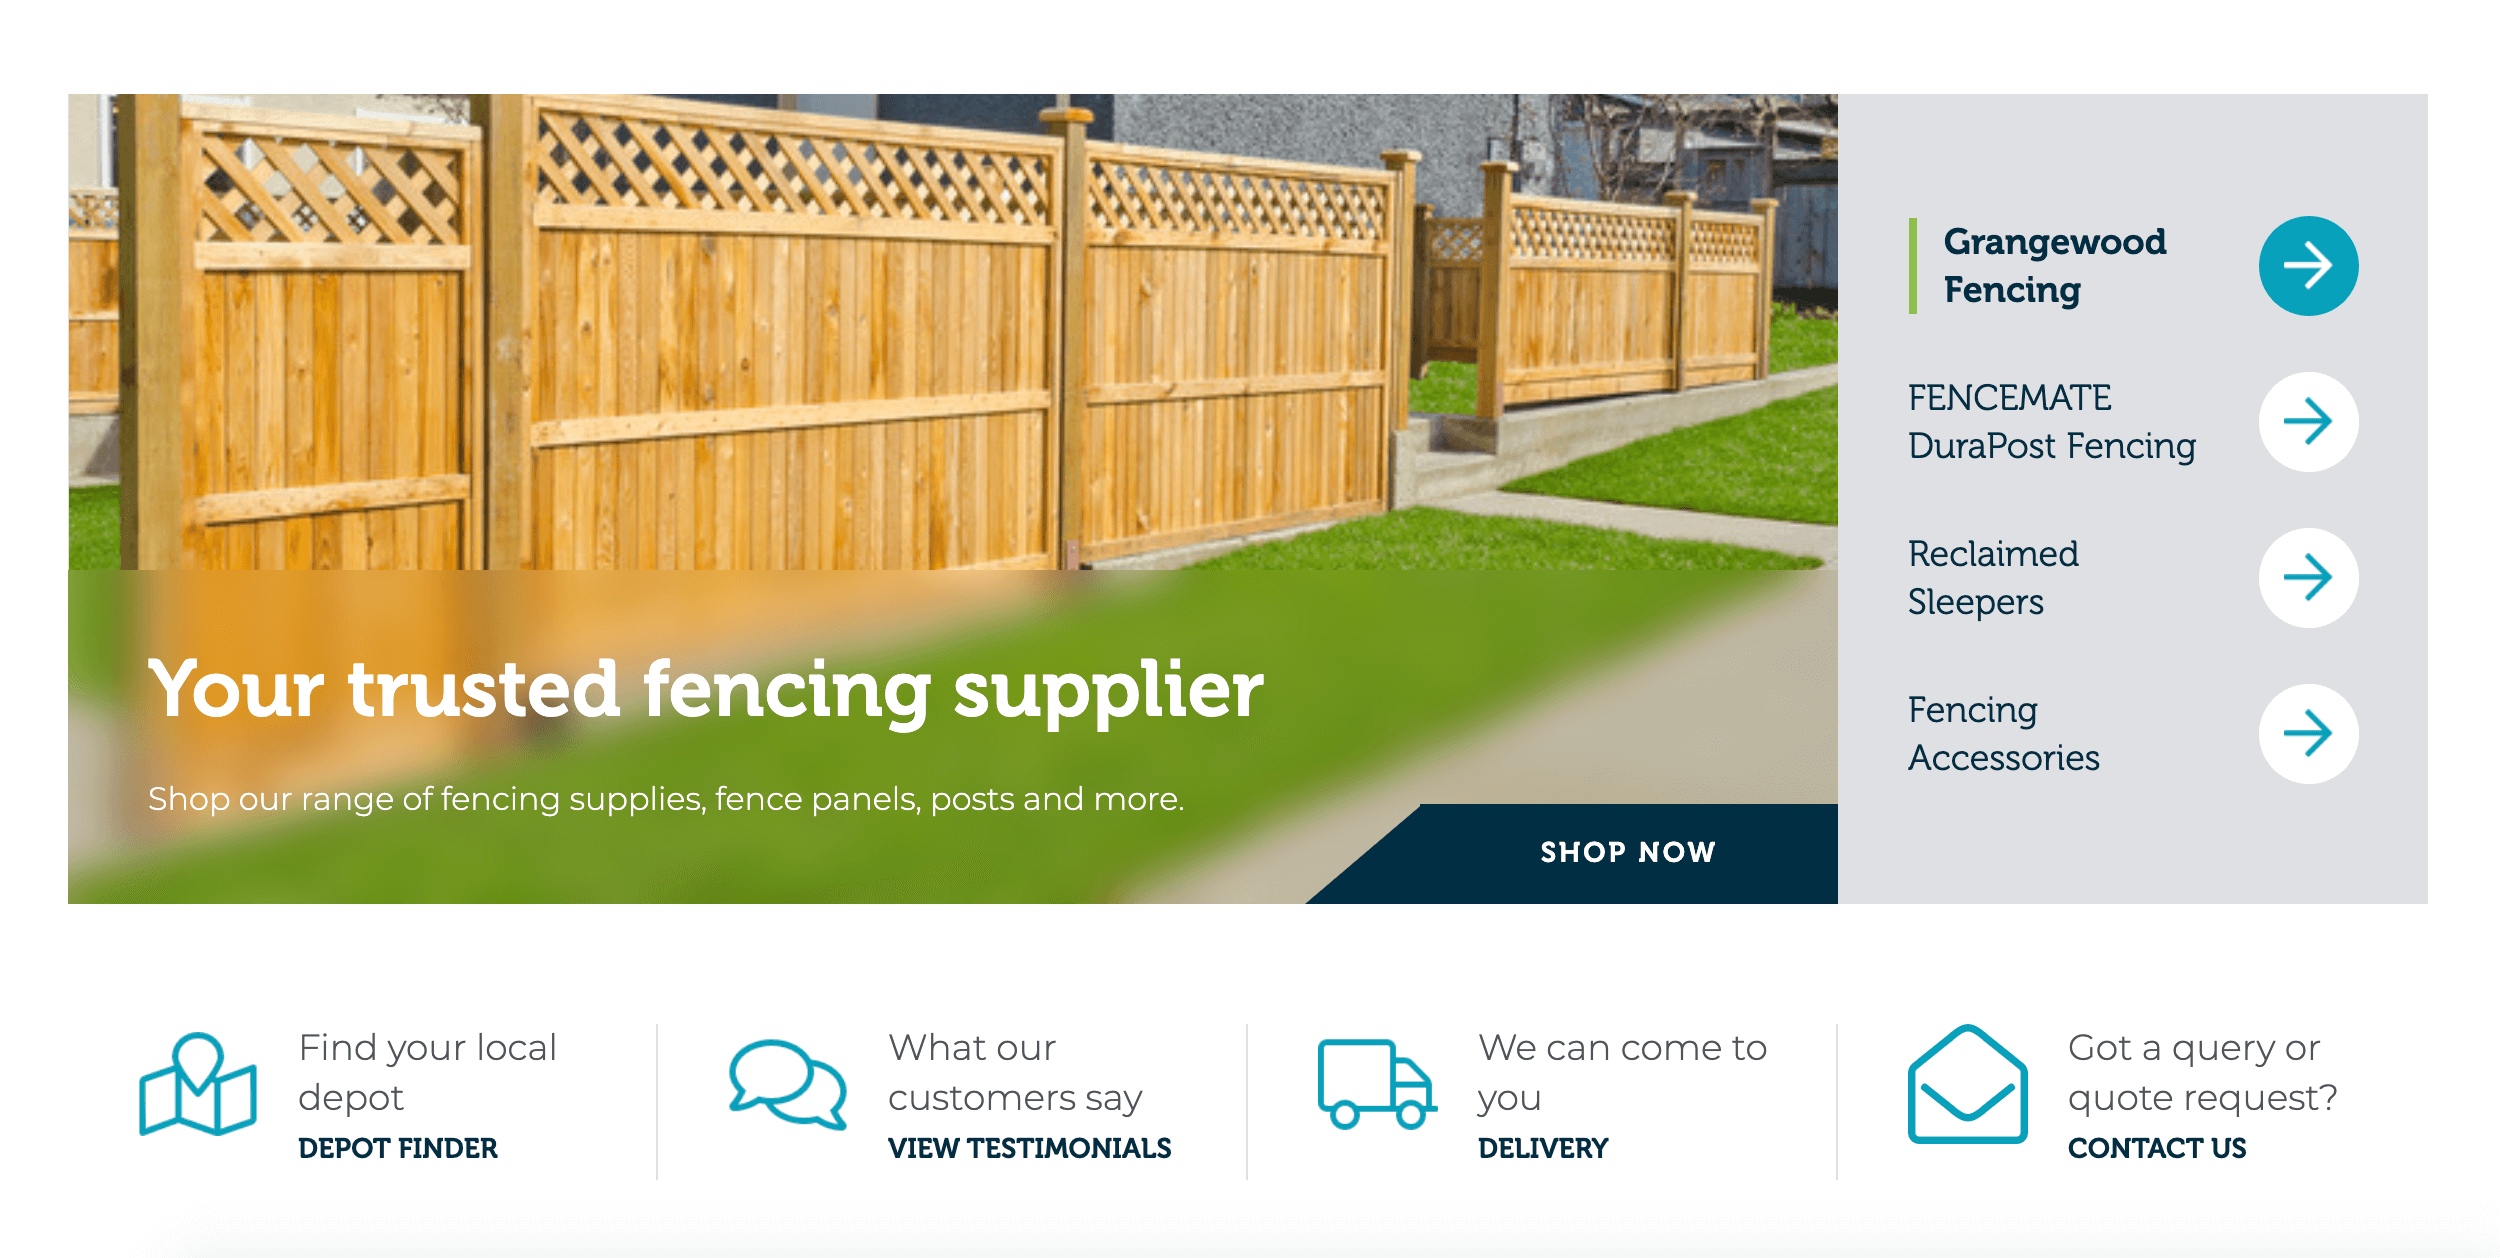 Your trusted fencing supplier
Shop our range of fencing supplies, fence panels, posts and more.
SHOP NOW
Grangewood
Fencing
FENCEMATE
DuraPost Fencing
Reclaimed
Sleepers
Fencing
Accessories
Find your local
depot
DEPOT FINDER
What our
customers say
VIEW TESTIMONIALS
We can come to
you
DELIVERY
Got a query or
quote request?
CONTACT US